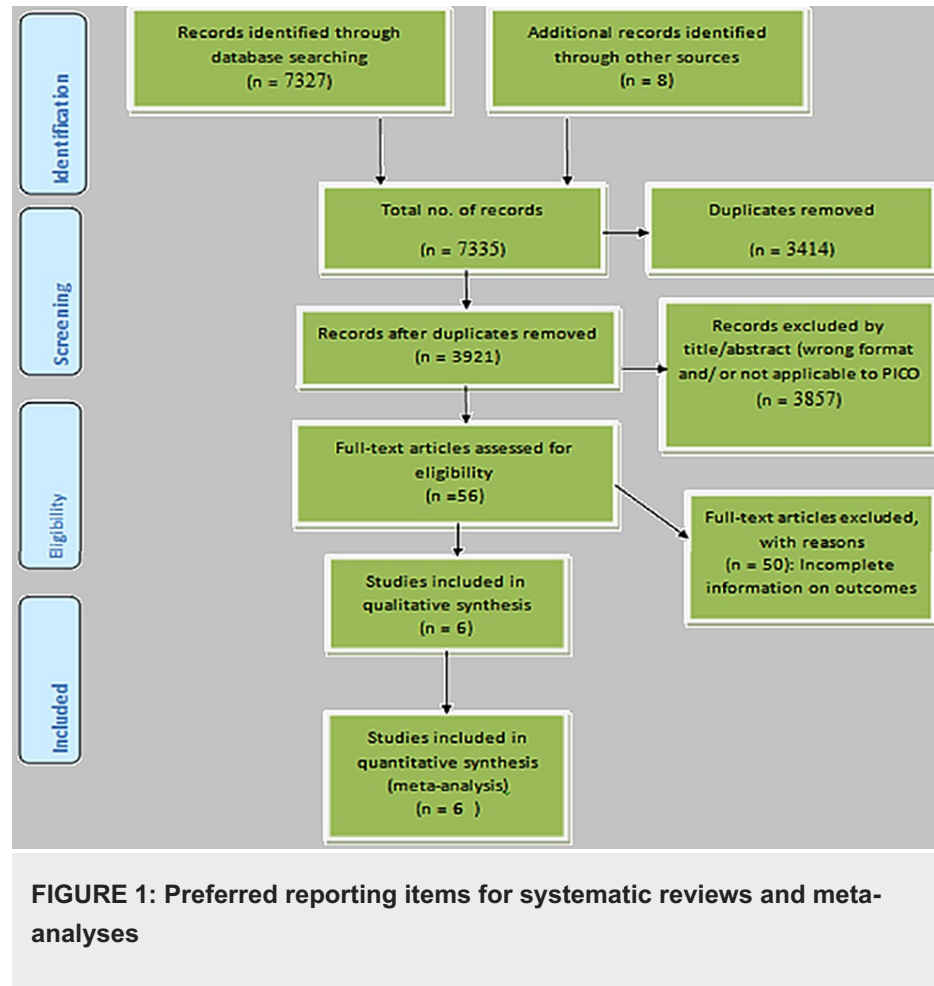 Identification
Records identified through
database searching
(n = 7327)
Additional records identified
through other sources
(n = 8)
Total no. of records
(n = 7335)
Duplicates removed
(n = 3414)
Screening
Records after duplicates removed
(n = 3921)
Records excluded by
title/abstract (wrong format
and/ or not applicable to PICO
(n = 3857)
Eligibility
Full-text articles assessed for
eligibility
(n =56)
Full-text articles excluded,
with reasons
(n = 50): Incomplete
information on outcomes
Studies included in
qualitative synthesis
(n = 6)
Included
Studies included in
quantitative synthesis
(meta-analysis)
(n = 6 )
FIGURE 1: Preferred reporting items for systematic reviews and meta-
analyses